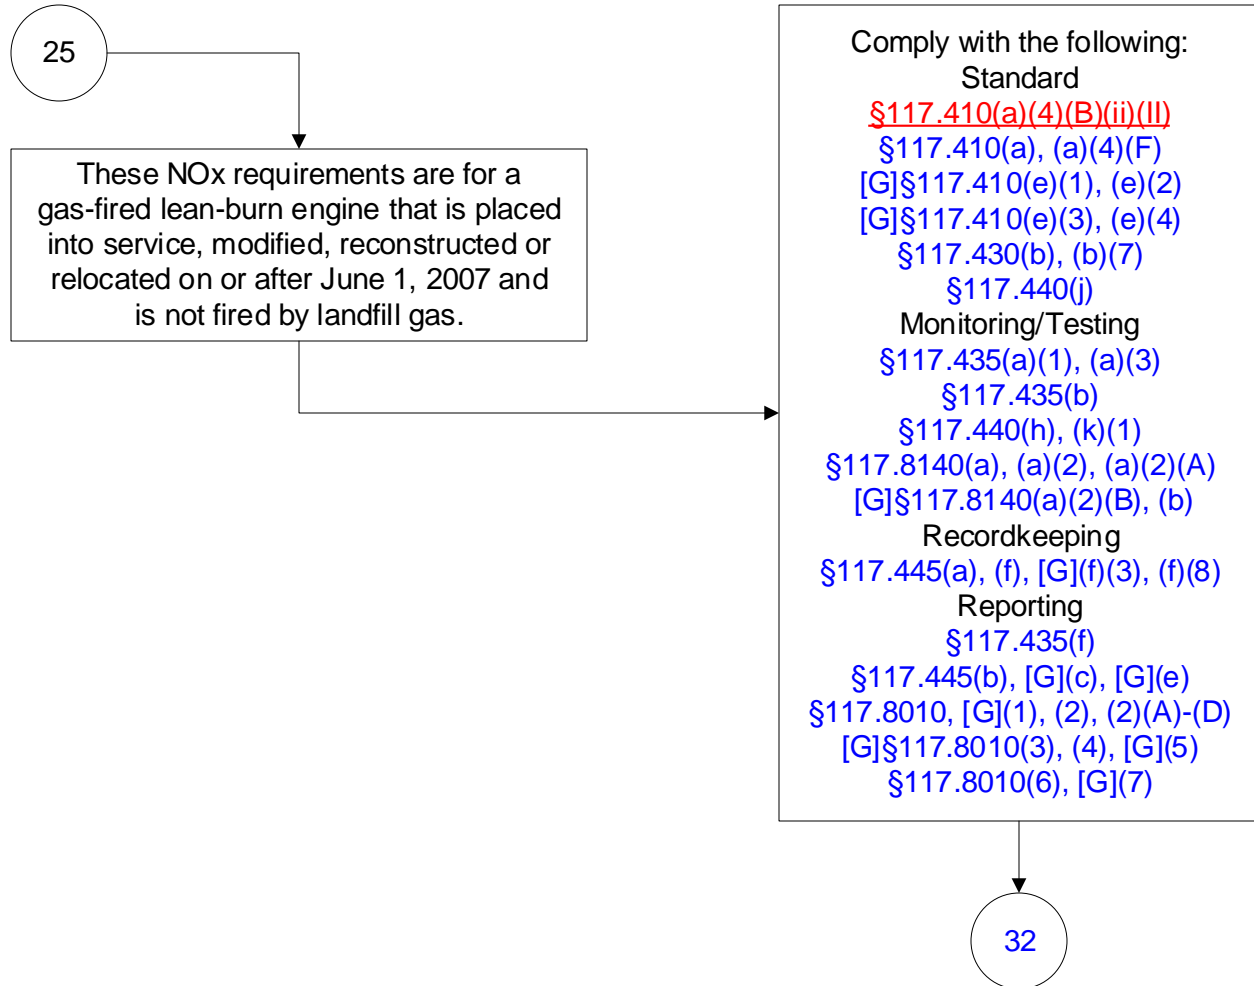 25
These NOx requirements are for a
gas-fired lean-burn engine that is placed
into service, modified, reconstructed or
relocated on or after June 1, 2007 and
is not fired by landfill gas.
Comply with the following:
Standard
§117.410(a)(4)(B)(ii)(II)
§117.410(a), (a)(4)(F)
[G]§117.410(e)(1), (e)(2)
[G]§117.410(e)(3), (e)(4)
§117.430(b), (b)(7)
§117.440(j)
Monitoring/Testing
§117.435(a)(1), (a)(3)
§117.435(b)
§117.440(h), (k)(1)
§117.8140(a), (a)(2), (a)(2)(A)
[G]§117.8140(a)(2)(B), (b)
Recordkeeping
§117.445(a), (f), [G](f)(3), (f)(8)
Reporting
§117.435(f)
§117.445(b), [G](c), [G](e)
§117.8010, [G](1), (2), (2)(A)-(D)
[G]§117.8010(3), (4), [G](5)
§117.8010(6), [G](7)
32